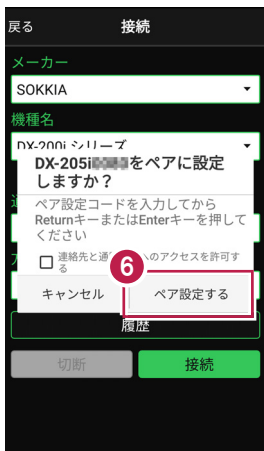 戻る 接続
メーカー
SOKKIA
機種名
DX-200i シリーズ
DX-205i をペアに設定
しますか？
ペア設定コードを入力してから
ReturnキーまたはEnterキーを押して
ください
連絡先と通 へのアクセスを許可す
る
6
キャンセル ペア設定する
履歴
切断 接続